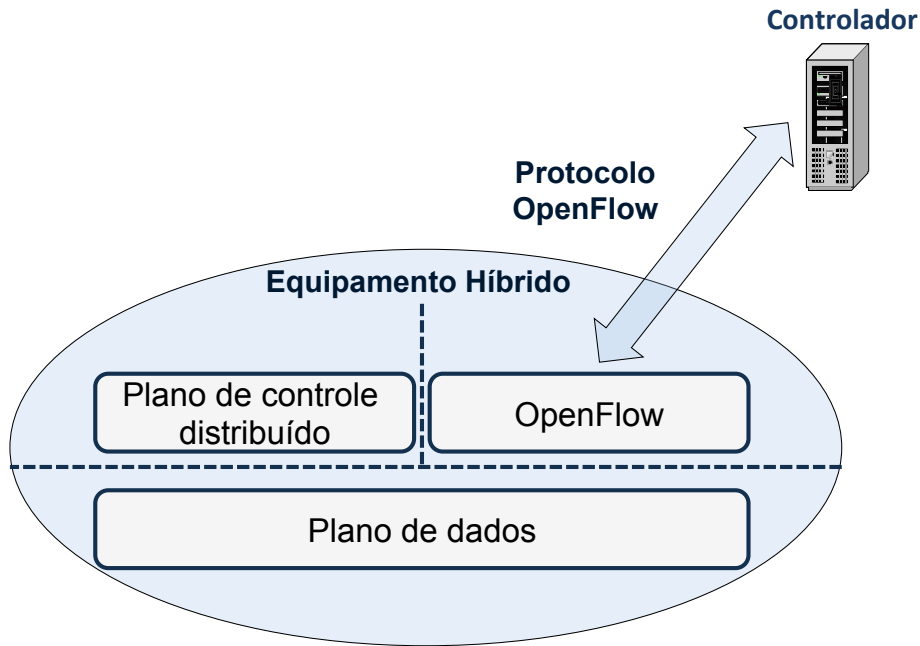 Controlador
Protocolo
OpenFlow
Equipamento Híbrido
Plano de controle
distribuído
OpenFlow
Plano de dados